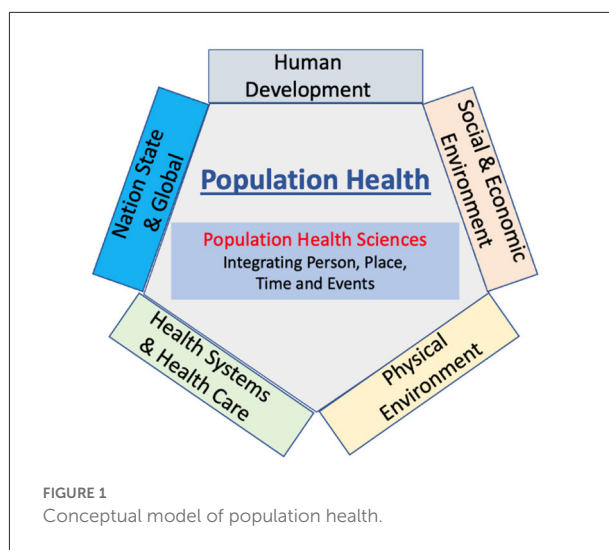 Human
Development
Nation State
& Global
Social & Economic
Environment
Population Health
Population Health Sciences
Integrating Person, Place,
Time and Events
Health Systems
& Health Care
Physical
Environment
FIGURE 1
Conceptual model of population health.